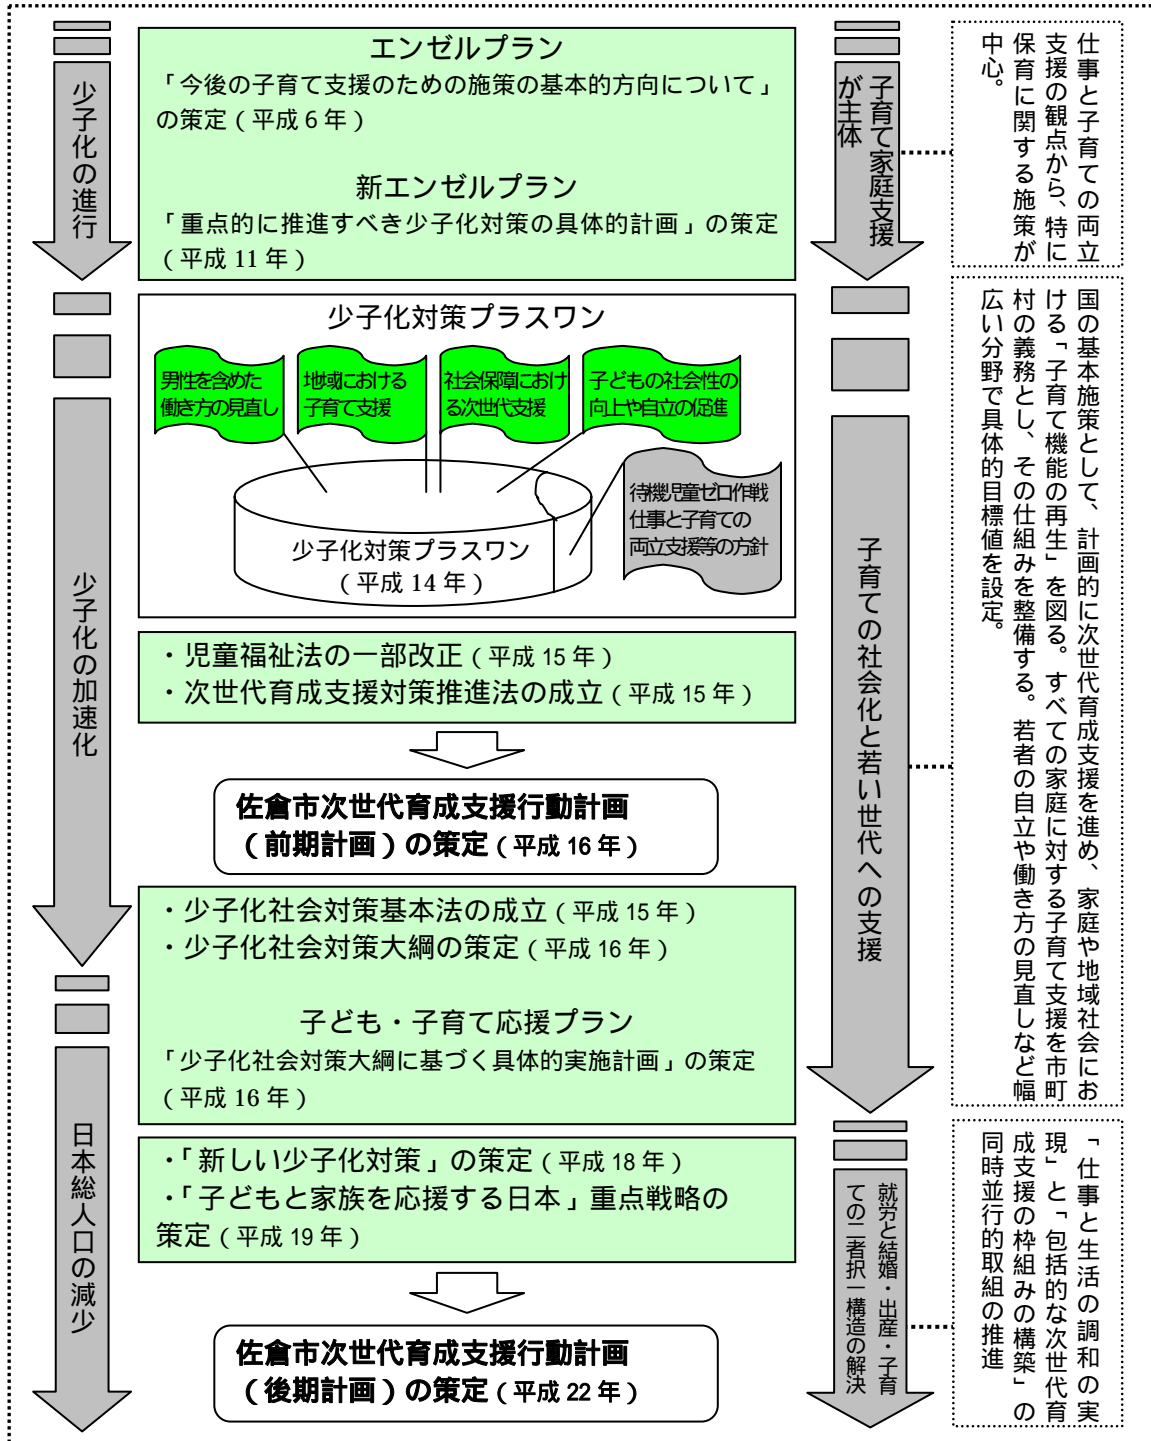 少子化の進行
エンゼルプラン
「今後の子育て支援のための施策の基本的方向について」
の策定（平成６年）
新エンゼルプラン
「重点的に推進すべき少子化対策の具体的計画」の策定
（平成 11 年）
子育て家庭支援
が主体
仕事と子育ての両立
支援の観点から、特に
保育に関する施策が
中心。
少子化の加速化
少子化対策プラスワン
男性を含めた
働き方の見直し
地域における
子育て支援
社会保障におけ
る次世代支援
子どもの社会性の
向上や自立の促進
待機児童ゼロ作戦
仕事と子育ての
両立支援等の方針
少子化対策プラスワン
（平成 14 年）
・児童福祉法の一部改正（平成 15 年）
・次世代育成支援対策推進法の成立（平成 15 年）
佐倉市次世代育成支援行動計画
（前期計画）の策定（平成 16 年）
・少子化社会対策基本法の成立（平成 15 年）
・少子化社会対策大綱の策定（平成 16 年）
子ども・子育て応援プラン
「少子化社会対策大綱に基づく具体的実施計画」の策定
（平成 16 年）
子育ての社会化と若い世代への支援
国の基本施策として、計画的に次世代育成支援を進め、家庭や地域社会にお
ける「子育て機能の再生」を図る。すべての家庭に対する子育て支援を市町
村の義務とし、その仕組みを整備する。若者の自立や働き方の見直しなど幅
広い分野で具体的目標値を設定。
日本総人口の減少
・「新しい少子化対策」の策定（平成 18 年）
・「子どもと家族を応援する日本」重点戦略の
策定（平成 19 年）
佐倉市次世代育成支援行動計画
（後期計画）の策定（平成 22 年）
就労と結婚・出産・子育
ての二者択一構造の解決
「仕事と生活の調和の実
現」と「包括的な次世代育
成支援の枠組みの構築」の
同時並行的取組の推進